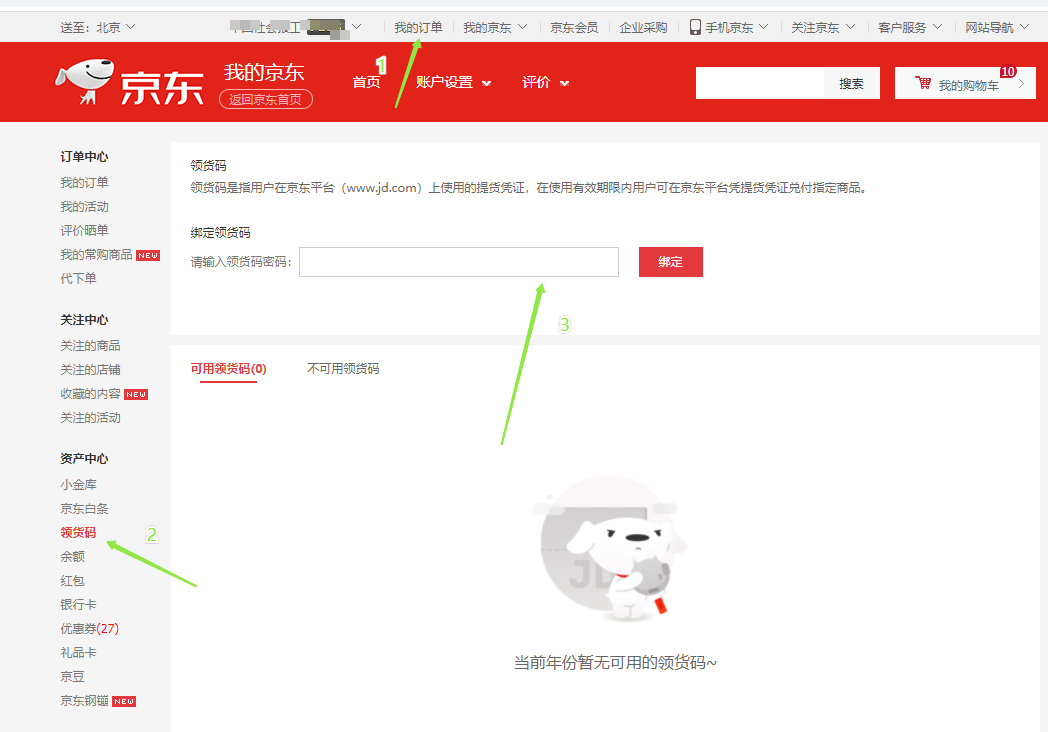 送至：北京
我的订单
我的京东
京东会员
企业采购
手机京东
关注京东
客户服务
网站导航
京东
我的京东
返回京东首页
首页
1
账户设置
评价
搜索
我的购物车
10
订单中心
我的订单
我的活动
评价晒单
我的常购商品 NEW
代下单
关注中心
关注的商品
关注的店铺
收藏的内容 NEW
关注的活动
资产中心
小金库
京东白条
领货码
2
余额
红包
银行卡
优惠券(27)
礼品卡
京豆
京东钢镚 NEW
领货码
领货码是指用户在京东平台（www.jd.com）上使用的提货凭证，在使用有效期限内用户可在京东平台凭提货凭证兑付指定商品。
绑定领货码
请输入领货码密码：
绑定
3
可用领货码(0)
不可用领货码
JD
当前年份暂无可用的领货码~